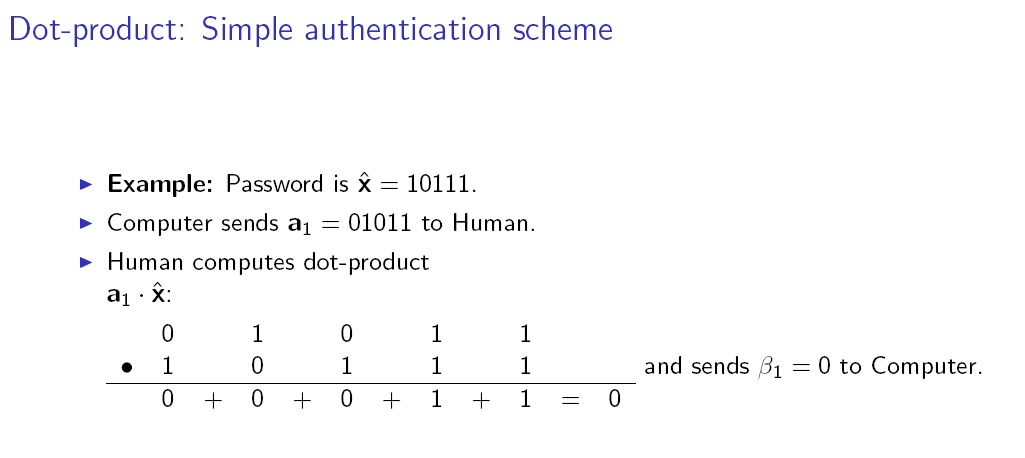 Dot-product: Simple authentication scheme
▶ Example: Password is x̂ = 10111.
▶ Computer sends a₁ = 01011 to Human.
▶ Human computes dot-product
a₁ · x̂:
0 1 0 1 1
• 1 0 1 1 1 and sends β₁ = 0 to Computer.
0 + 0 + 0 + 1 + 1 = 0